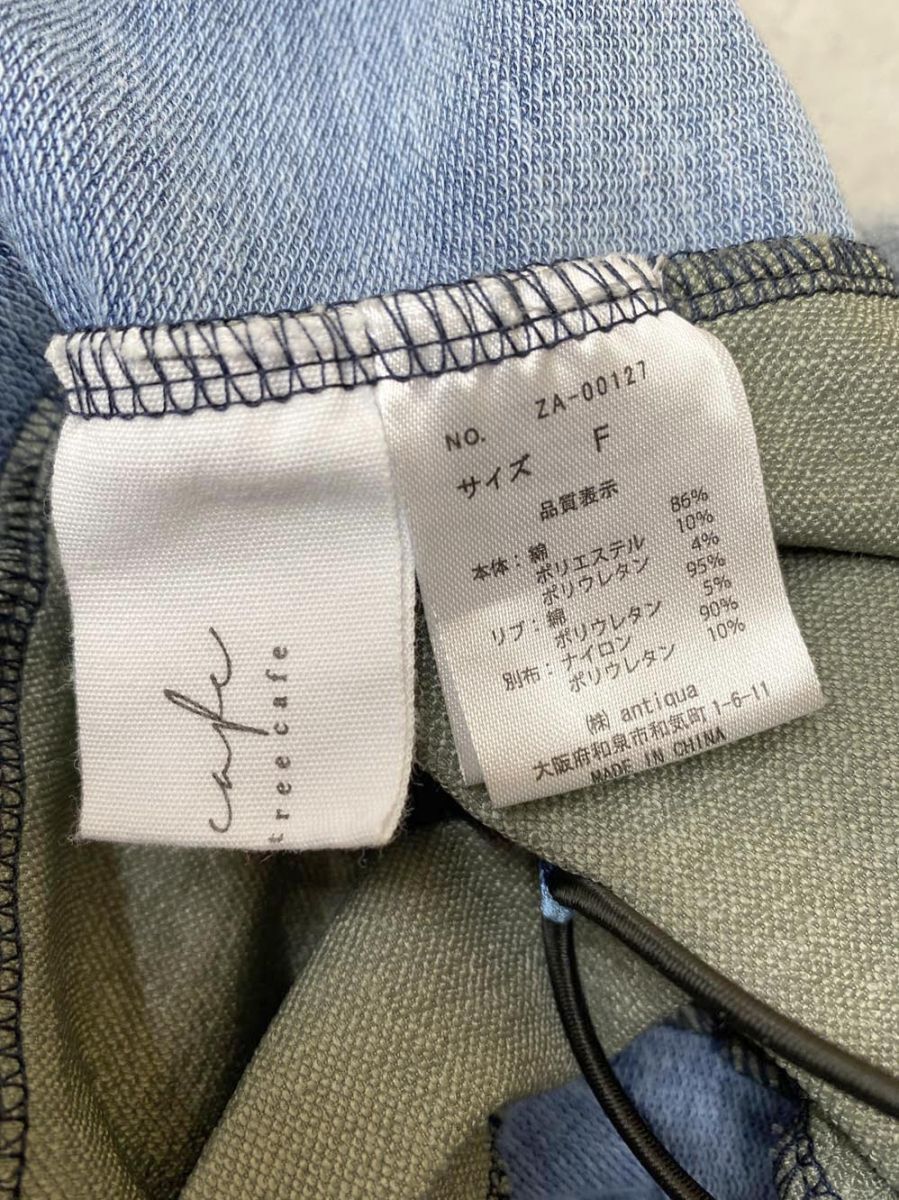 cafe
treecafe
NO. ZA-00127
サイズ F
品質表示
本体：綿 86%
ポリエステル 10%
ポリウレタン 4%
リブ：綿 95%
ポリウレタン 5%
別布：ナイロン 90%
ポリウレタン 10%
㈱ antiqua
大阪府和泉市和気町 1-6-11
MADE IN CHINA